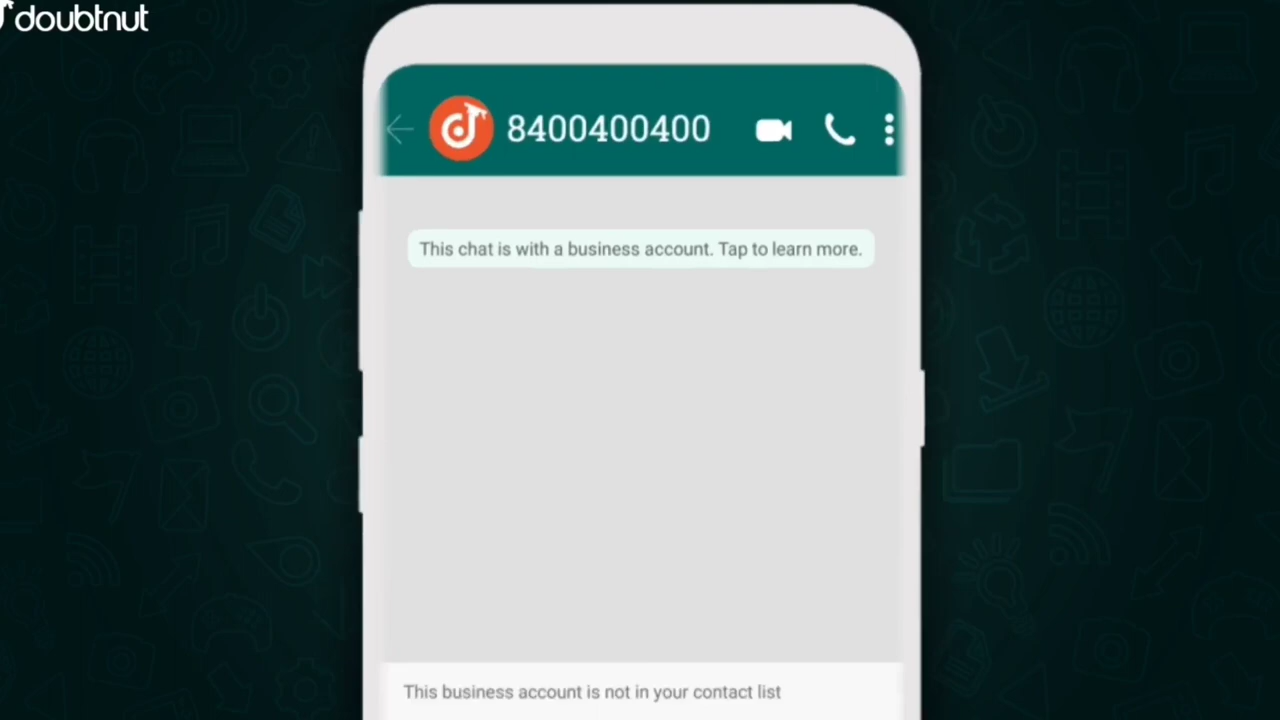 doubtnut
8400400400
This chat is with a business account. Tap to learn more.
This business account is not in your contact list